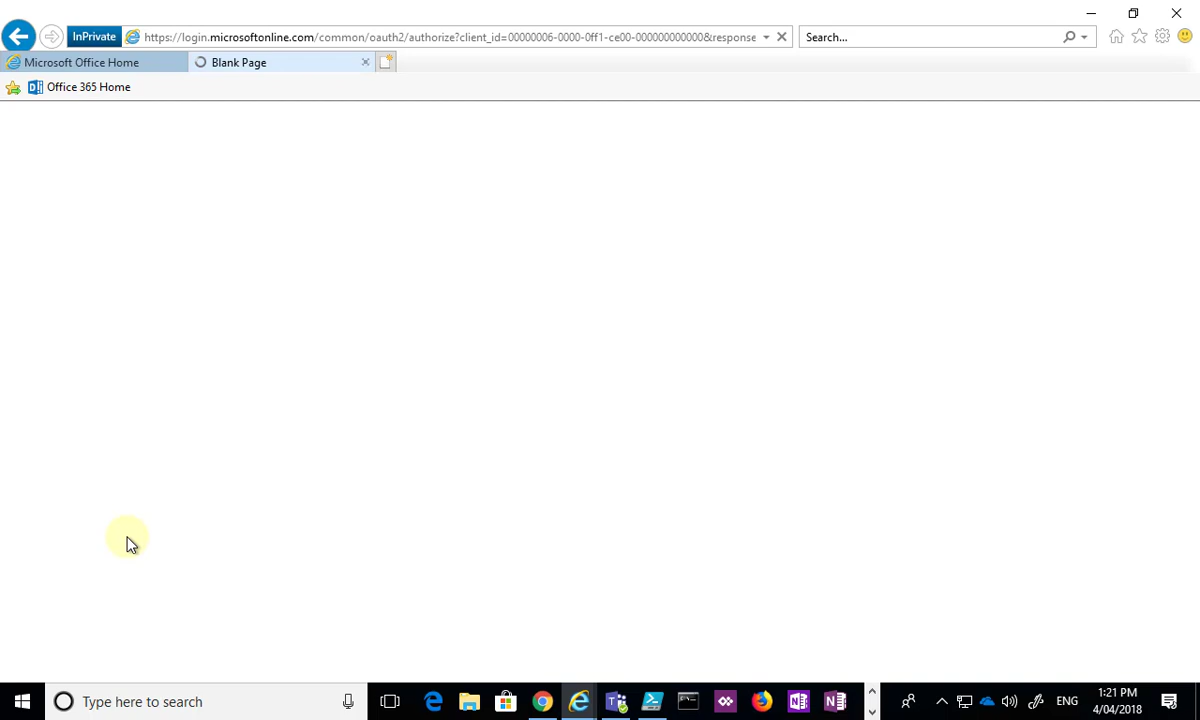 InPrivate
https://login.microsoftonline.com/common/oauth2/authorize?client_id=00000006-0000-0ff1-ce00-000000000000&response
Search...
Microsoft Office Home
Blank Page
Office 365 Home
Type here to search
ENG
1:21 PM
4/04/2018